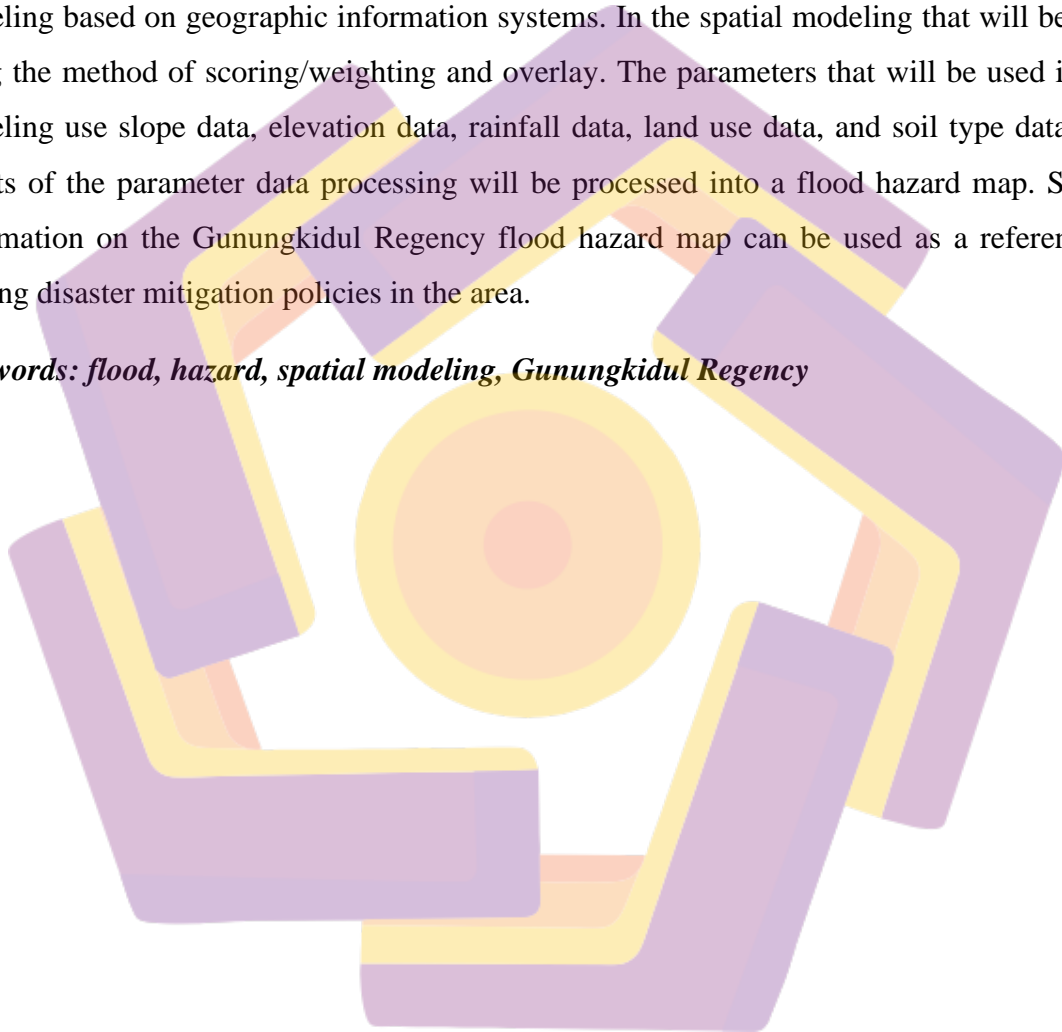 eling based on geographic information systems. In the spatial modeling that will be
g the method of scoring/weighting and overlay. The parameters that will be used i
eling use slope data, elevation data, rainfall data, land use data, and soil type data
ts of the parameter data processing will be processed into a flood hazard map. S
mation on the Gunungkidul Regency flood hazard map can be used as a referen
ng disaster mitigation policies in the area.
words: flood, hazard, spatial modeling, Gunungkidul Regency